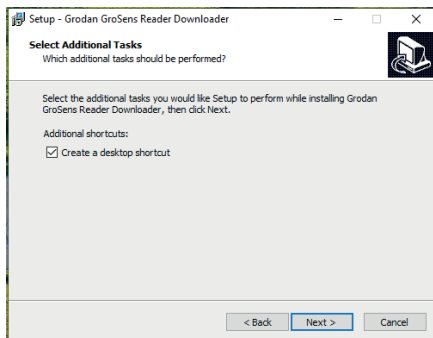 Setup - Grodan GroSens Reader Downloader
Select Additional Tasks
Which additional tasks should be performed?
Select the additional tasks you would like Setup to perform while installing Grodan
GroSens Reader Downloader, then click Next.
Additional shortcuts:
Create a desktop shortcut
< Back Next > Cancel